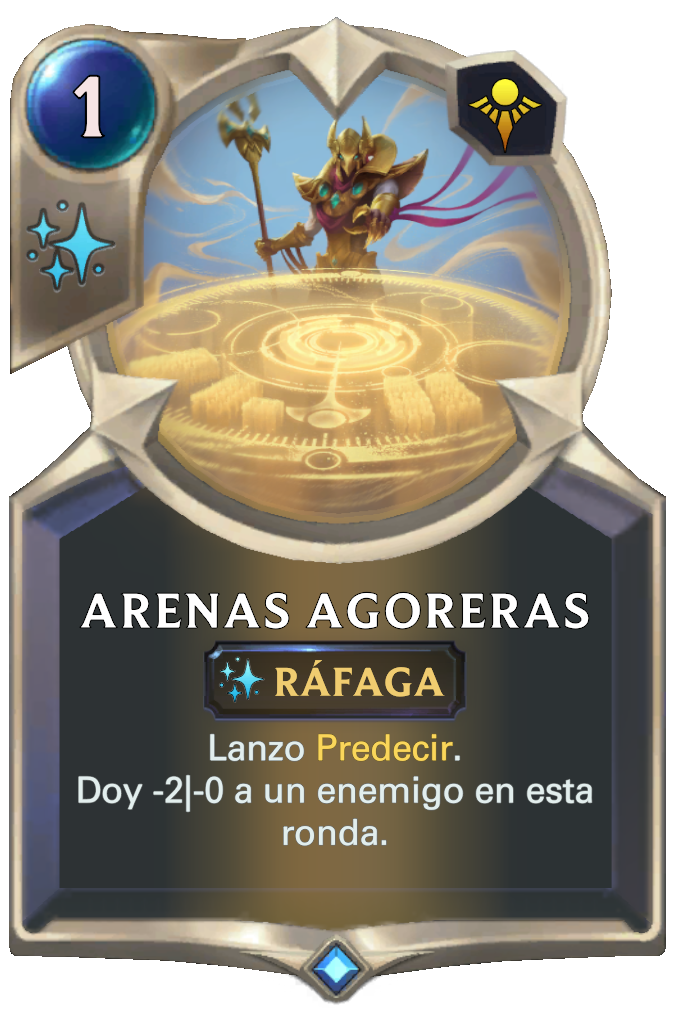 1
ARENAS AGORERAS
RÁFAGA
Lanzo Predecir.
Doy -2|-0 a un enemigo en esta
ronda.